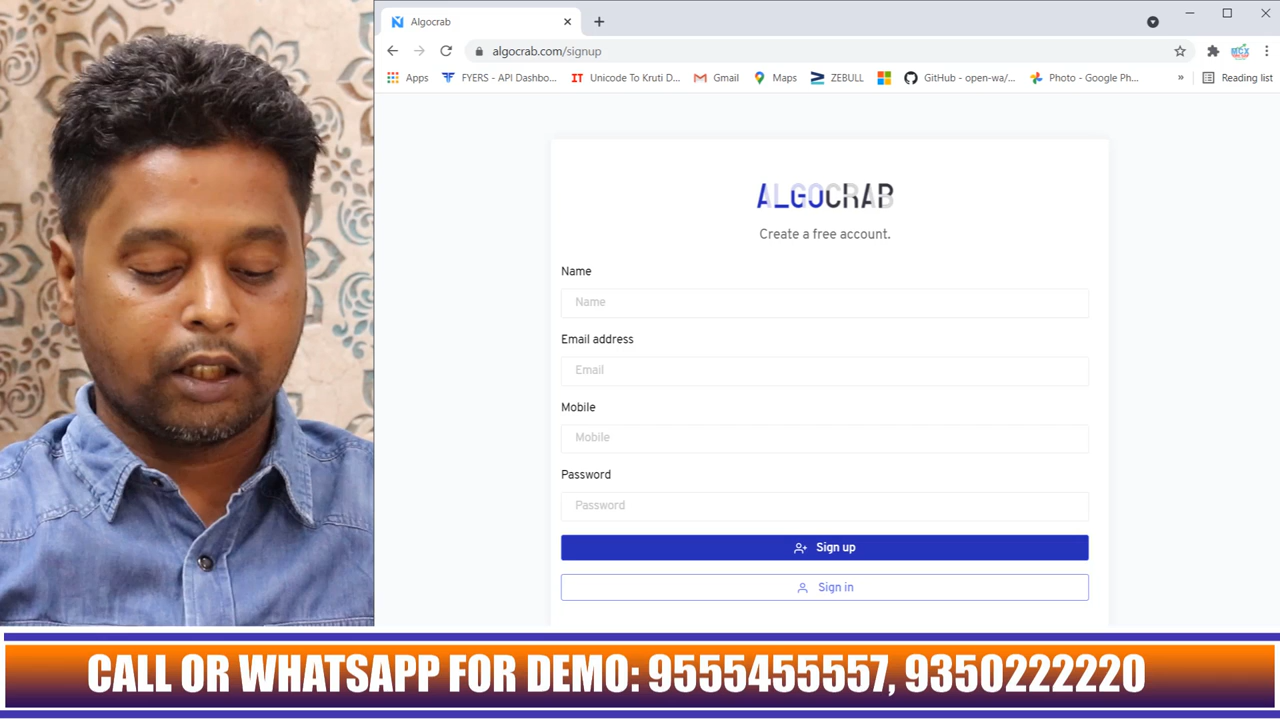 Algocrab
algocrab.com/signup
Apps
FYERS - API Dashbo...
Unicode To Kruti D...
Gmail
Maps
ZEBULL
GitHub - open-wa/...
Photo - Google Ph...
»
Reading list
ALGOCRAB
Create a free account.
Name
Name
Email address
Email
Mobile
Mobile
Password
Password
Sign up
Sign in
CALL OR WHATSAPP FOR DEMO: 9555455557, 9350222220